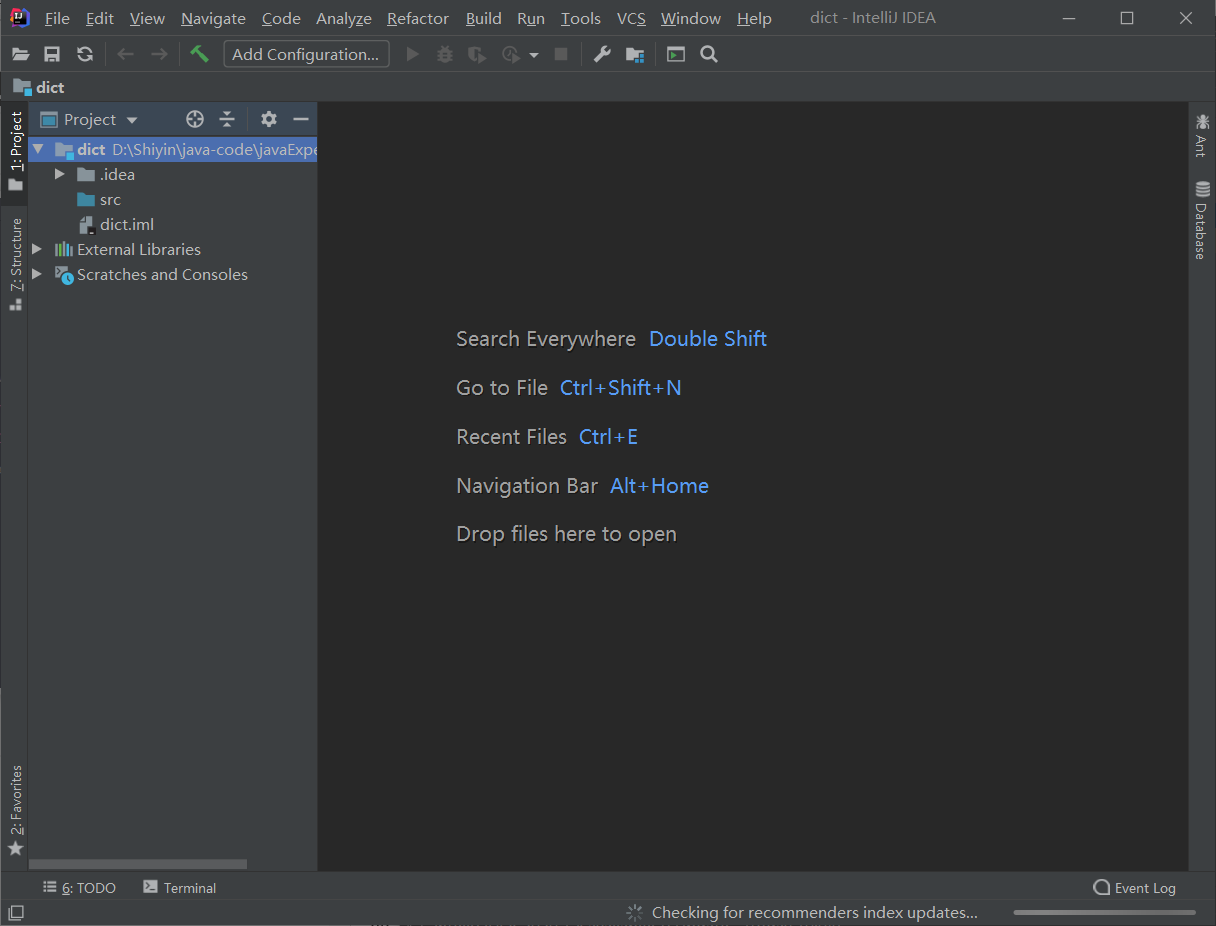 File Edit View Navigate Code Analyze Refactor Build Run Tools VCS Window Help dict - IntelliJ IDEA
Add Configuration...
dict
Project
dict D:\Shiyin\java-code\javaExpe
.idea
src
dict.iml
External Libraries
Scratches and Consoles
1: Project
7: Structure
2: Favorites
Search Everywhere Double Shift
Go to File Ctrl+Shift+N
Recent Files Ctrl+E
Navigation Bar Alt+Home
Drop files here to open
Ant
Database
6: TODO Terminal Event Log
Checking for recommenders index updates...